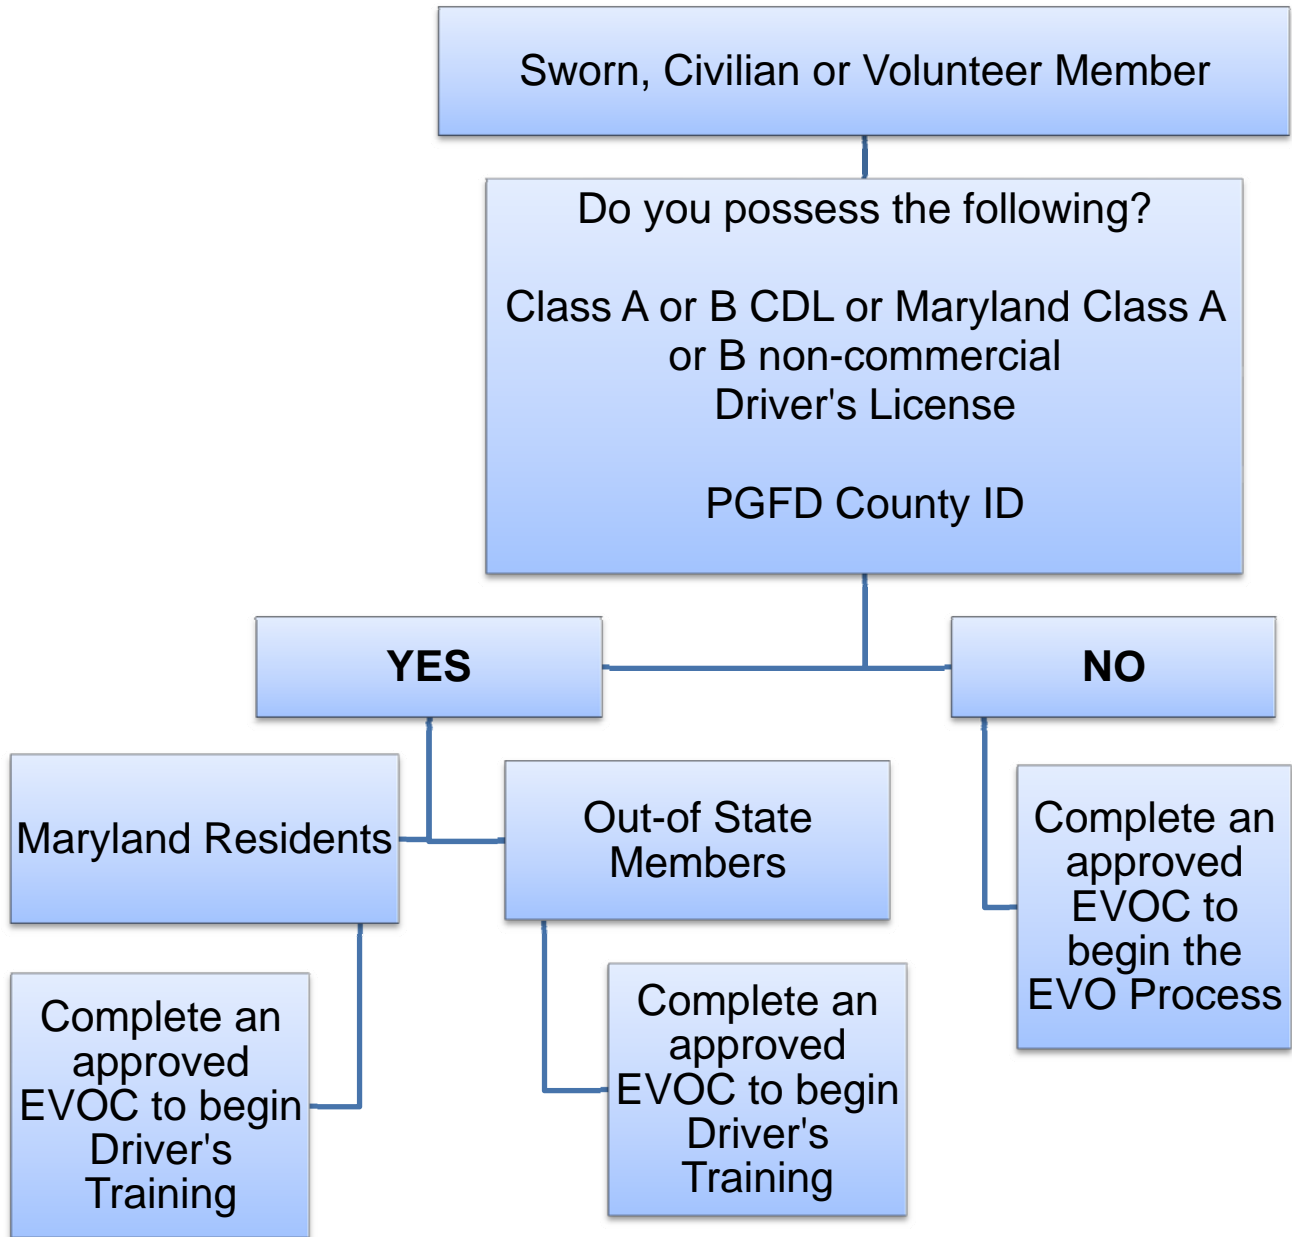 Sworn, Civilian or Volunteer Member
Do you possess the following?
Class A or B CDL or Maryland Class A
or B non-commercial
Driver's License
PGFD County ID
YES
NO
Maryland Residents
Out-of State
Members
Complete an
approved
EVOC to begin
Driver's
Training
Complete an
approved
EVOC to begin
Driver's
Training
Complete an
approved
EVOC to
begin the
EVO Process